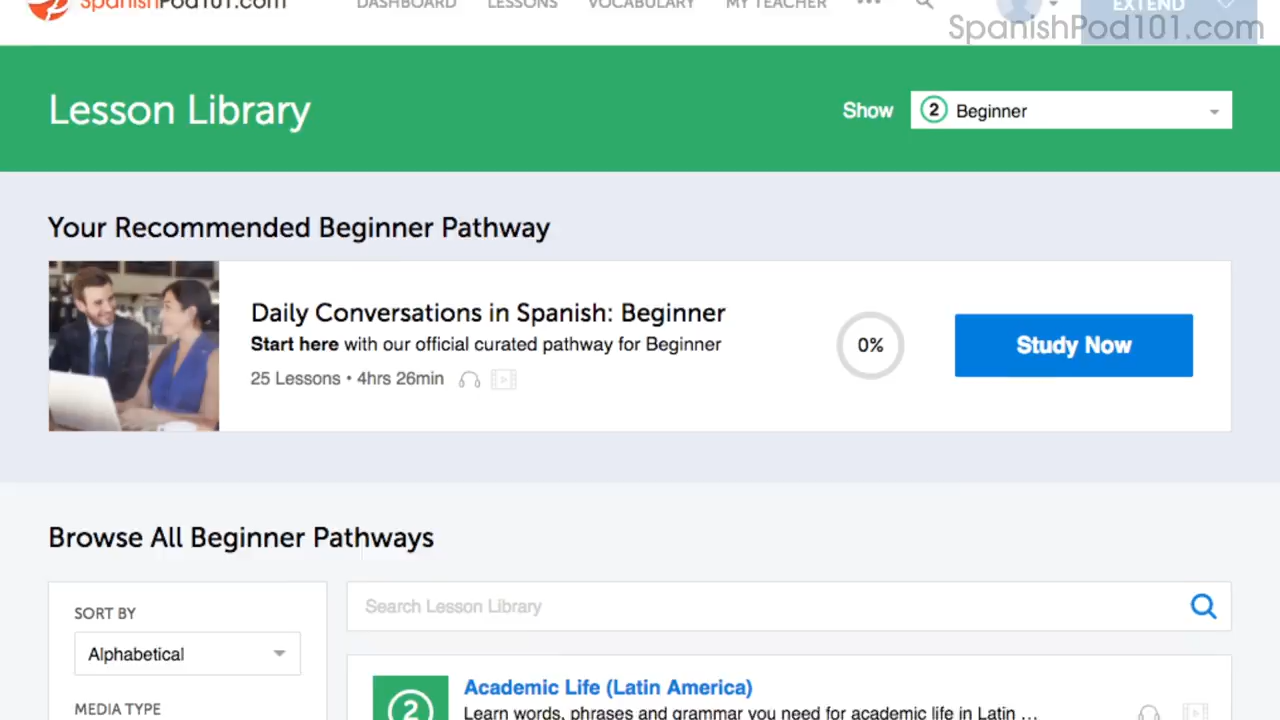 SpanishPod101.com
DASHBOARD LESSONS VOCABULARY MY TEACHER ••• EXTEND
SpanishPod101.com
Lesson Library
Show 2 Beginner
Your Recommended Beginner Pathway
Daily Conversations in Spanish: Beginner
Start here with our official curated pathway for Beginner
25 Lessons • 4hrs 26min
0%
Study Now
Browse All Beginner Pathways
SORT BY
Alphabetical
MEDIA TYPE
Search Lesson Library
2
Academic Life (Latin America)
Learn words, phrases and grammar you need for academic life in Latin ...